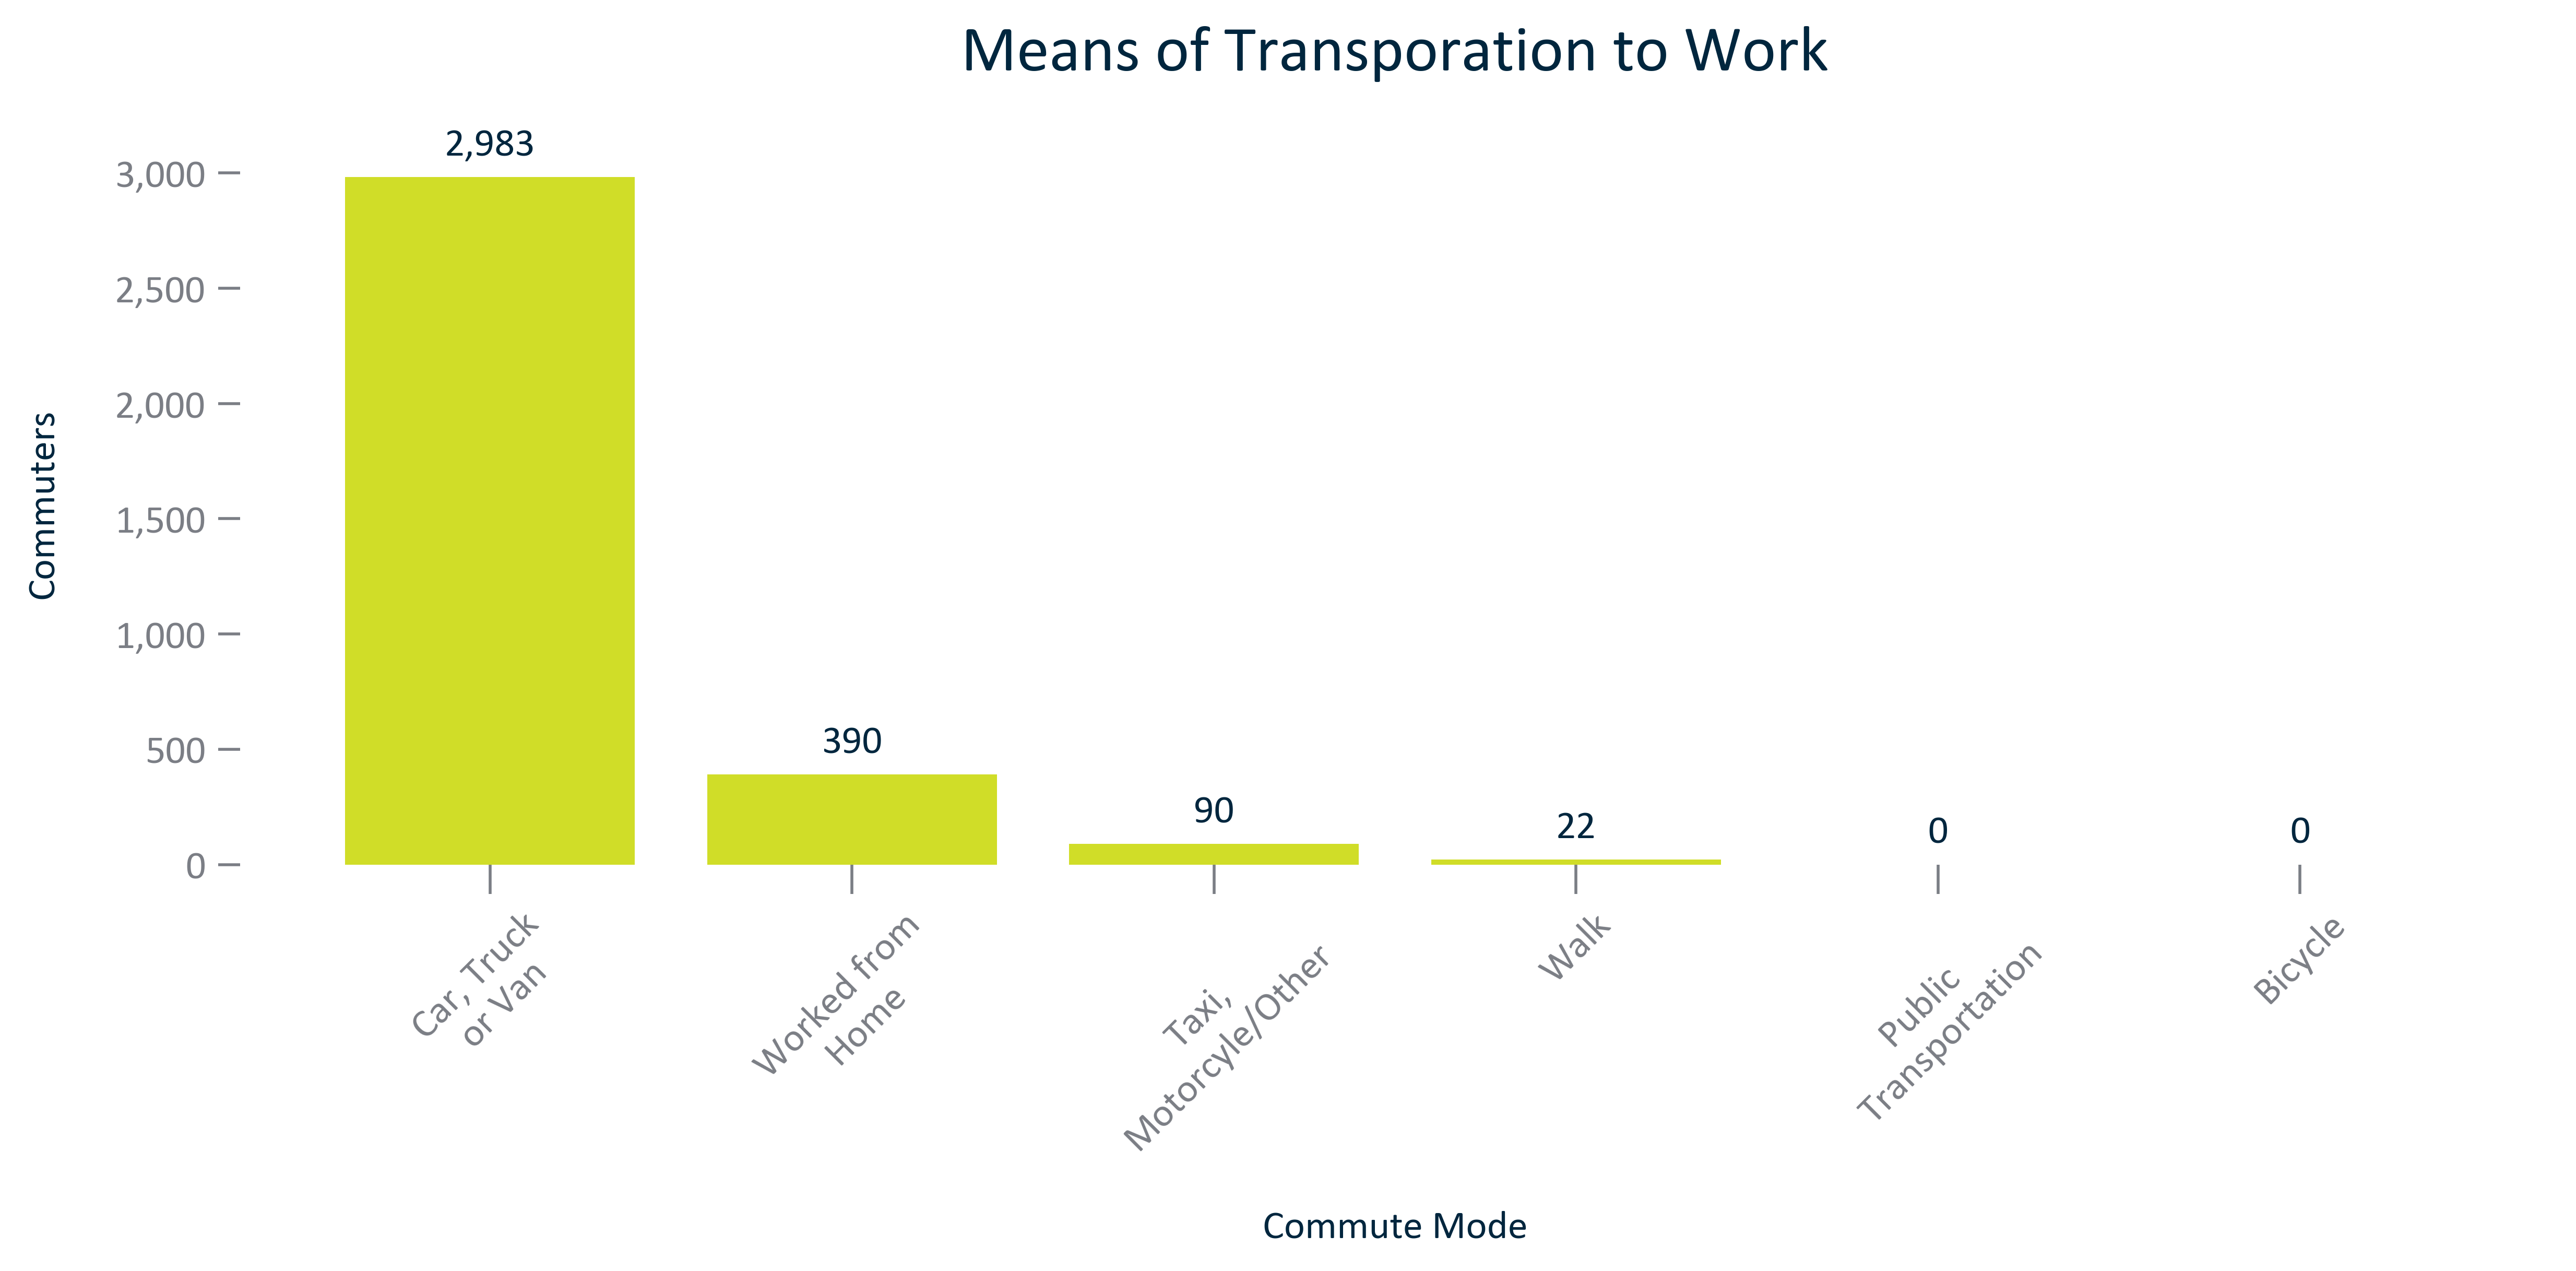 Means of Transporation to Work
2,983
3,000
2,500
2,000
1,500
1,000
500
0
Commuters
390
90
22
0
0
Car, Truck
or Van
Worked from
Home
Taxi,
Motorcyle/Other
Walk
Public
Transportation
Bicycle
Commute Mode